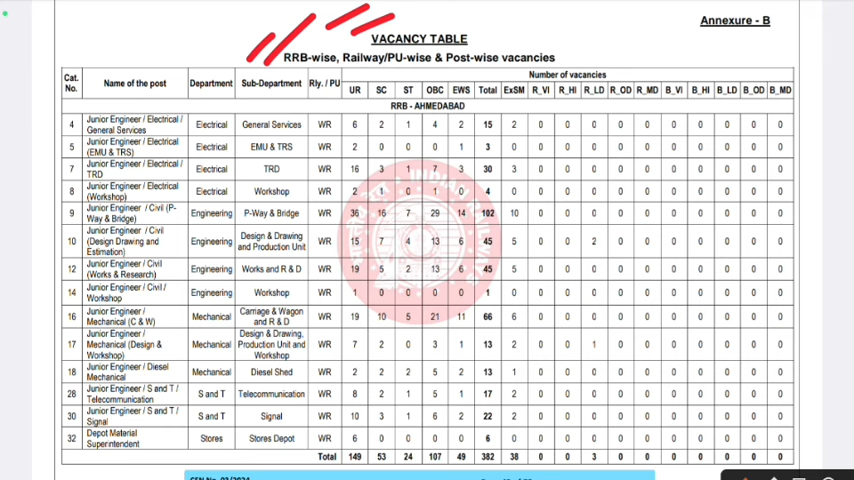 Annexure - B
VACANCY TABLE
RRB-wise, Railway/PU-wise & Post-wise vacancies
Cat. No. Name of the post Department Sub-Department Rly. / PU Number of vacancies
UR SC ST OBC EWS Total ExSM R_VI R_HI R_LD R_OD R_MD B_VI B_HI B_LD B_OD B_MD
RRB - AHMEDABAD
4 Junior Engineer / Electrical / General Services Electrical General Services WR 6 2 1 4 2 15 2 0 0 0 0 0 0 0 0 0 0
5 Junior Engineer / Electrical (EMU & TRS) Electrical EMU & TRS WR 2 0 0 0 1 3 0 0 0 0 0 0 0 0 0 0 0
7 Junior Engineer / Electrical / TRD Electrical TRD WR 16 3 1 7 3 30 3 0 0 0 0 0 0 0 0 0 0
8 Junior Engineer / Electrical (Workshop) Electrical Workshop WR 2 1 0 1 0 4 0 0 0 0 0 0 0 0 0 0 0
9 Junior Engineer / Civil (P-Way & Bridge) Engineering P-Way & Bridge WR 36 16 7 29 14 102 10 0 0 0 0 0 0 0 0 0 0
10 Junior Engineer / Civil (Design Drawing and Estimation) Engineering Design & Drawing and Production Unit WR 15 7 4 13 6 45 5 0 0 2 0 0 0 0 0 0 0
12 Junior Engineer / Civil (Works & Research) Engineering Works and R & D WR 19 5 2 13 6 45 5 0 0 0 0 0 0 0 0 0 0
14 Junior Engineer / Civil / Workshop Engineering Workshop WR 1 0 0 0 0 1 0 0 0 0 0 0 0 0 0 0 0
16 Junior Engineer / Mechanical (C & W) Mechanical Carriage & Wagon and R & D WR 19 10 5 21 11 66 6 0 0 0 0 0 0 0 0 0 0
17 Junior Engineer / Mechanical (Design & Workshop) Mechanical Design & Drawing, Production Unit and Workshop WR 7 2 0 3 1 13 2 0 0 1 0 0 0 0 0 0 0
18 Junior Engineer / Diesel Mechanical Mechanical Diesel Shed WR 2 2 2 5 2 13 1 0 0 0 0 0 0 0 0 0 0
28 Junior Engineer / S and T / Telecommunication S and T Telecommunication WR 8 2 1 5 1 17 2 0 0 0 0 0 0 0 0 0 0
30 Junior Engineer / S and T / Signal S and T Signal WR 10 3 1 6 2 22 2 0 0 0 0 0 0 0 0 0 0
32 Depot Material Superintendent Stores Stores Depot WR 6 0 0 0 0 6 0 0 0 0 0 0 0 0 0 0 0
Total 149 53 24 107 49 382 38 0 0 3 0 0 0 0 0 0 0